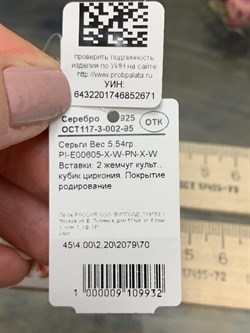 проверить подлинность
изделия по УИН на сайте
www.probpalata.ru
УИН:
6432201746852671
Серебро 925
ОСТ117-3-002-95
ОТК
Серьги Вес 5.54гр.
PI-E00605-X-W-PN-X-W
Вставки: 2 жемчуг культ..
кубик циркония. Покрытие
родирование
45\4.00\2,20\2079\70
1 000009 109932